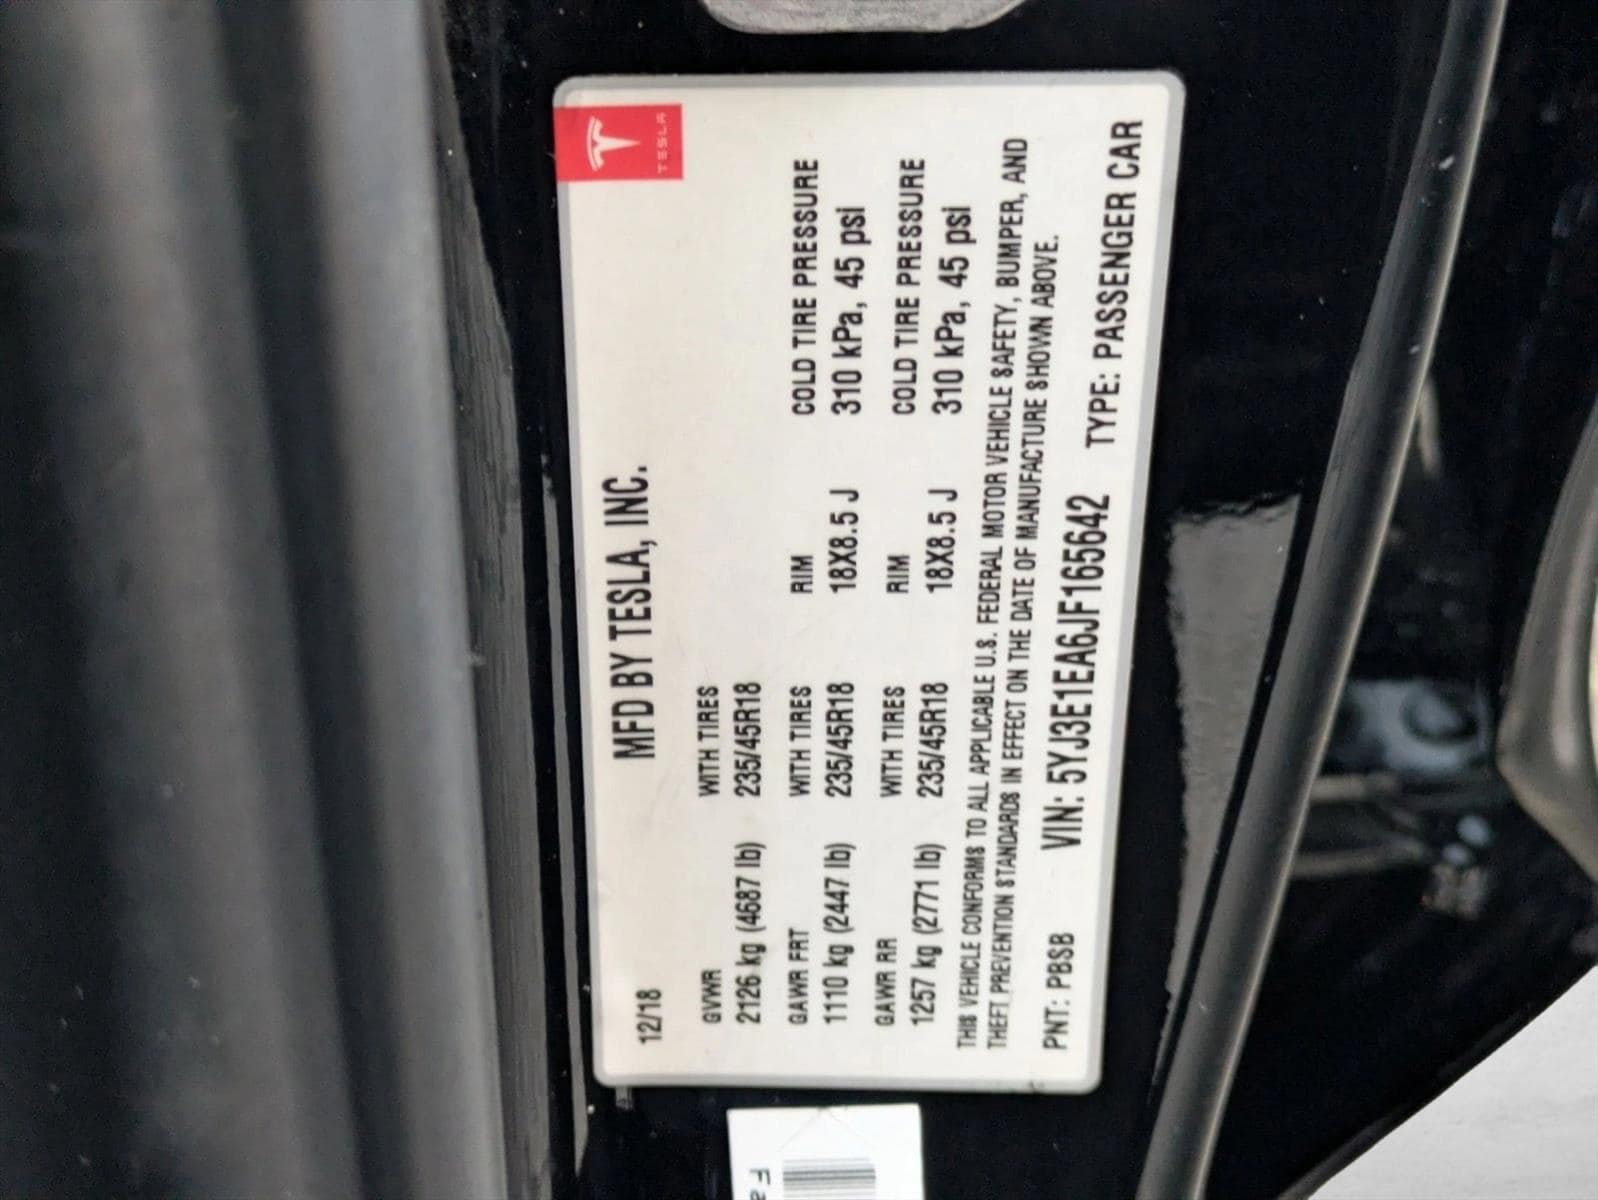 TESLA
12/18 MFD BY TESLA, INC.
GVWR WITH TIRES
2126 kg (4687 lb) 235/45R18
GAWR FRT WITH TIRES RIM COLD TIRE PRESSURE
1110 kg (2447 lb) 235/45R18 18X8.5 J 310 kPa, 45 psi
GAWR RR WITH TIRES RIM COLD TIRE PRESSURE
1257 kg (2771 lb) 235/45R18 18X8.5 J 310 kPa, 45 psi
THIS VEHICLE CONFORMS TO ALL APPLICABLE U.S. FEDERAL MOTOR VEHICLE SAFETY, BUMPER, AND
THEFT PREVENTION STANDARDS IN EFFECT ON THE DATE OF MANUFACTURE SHOWN ABOVE.
PNT: PBSB VIN: 5YJ3E1EA6JF165642 TYPE: PASSENGER CAR